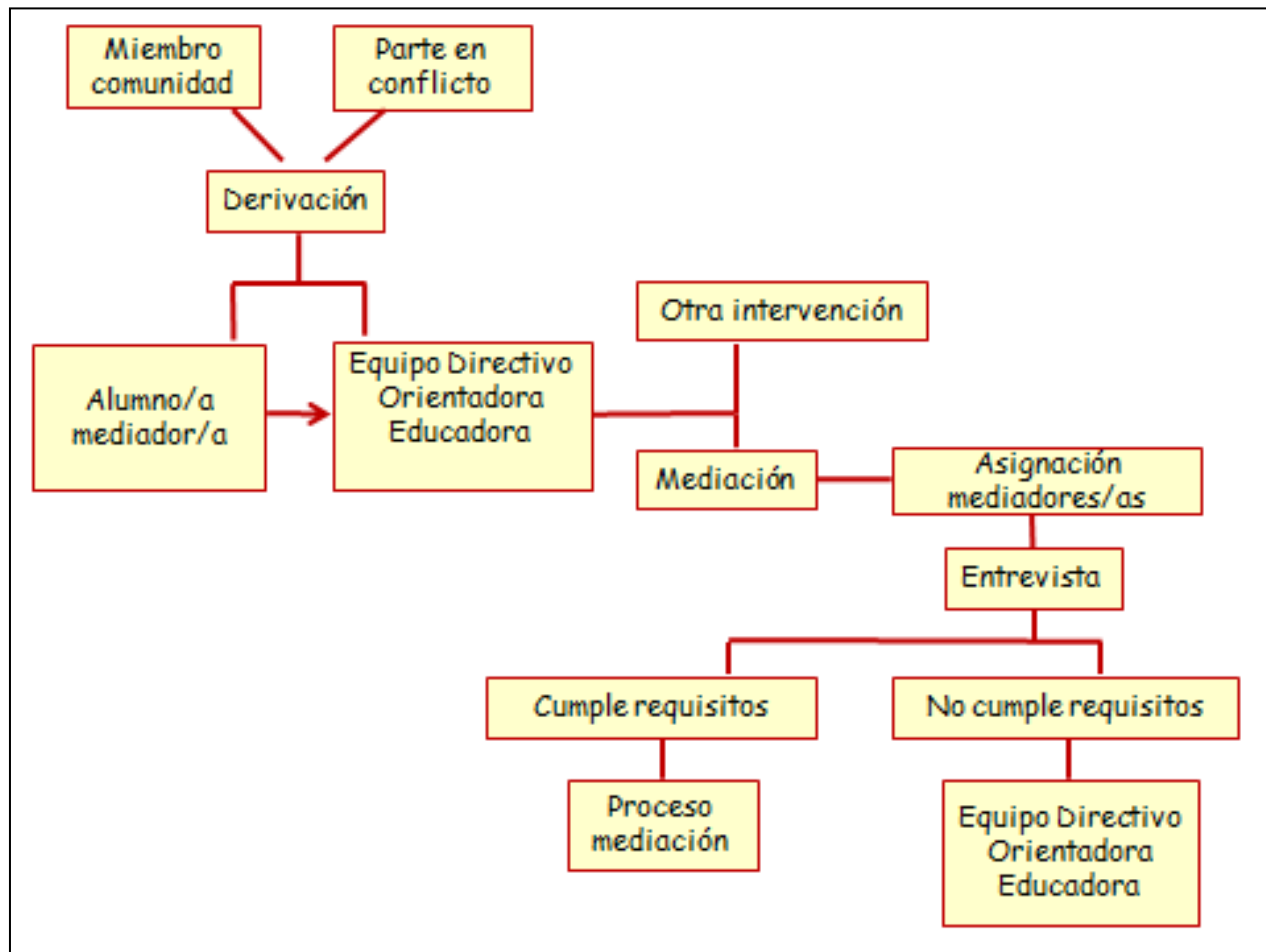 Miembro
comunidad
Parte en
conflicto
Derivación
Alumno/a
mediador/a
Equipo Directivo
Orientadora
Educadora
Otra intervención
Mediación
Asignación
mediadores/as
Entrevista
Cumple requisitos
No cumple requisitos
Proceso
mediación
Equipo Directivo
Orientadora
Educadora